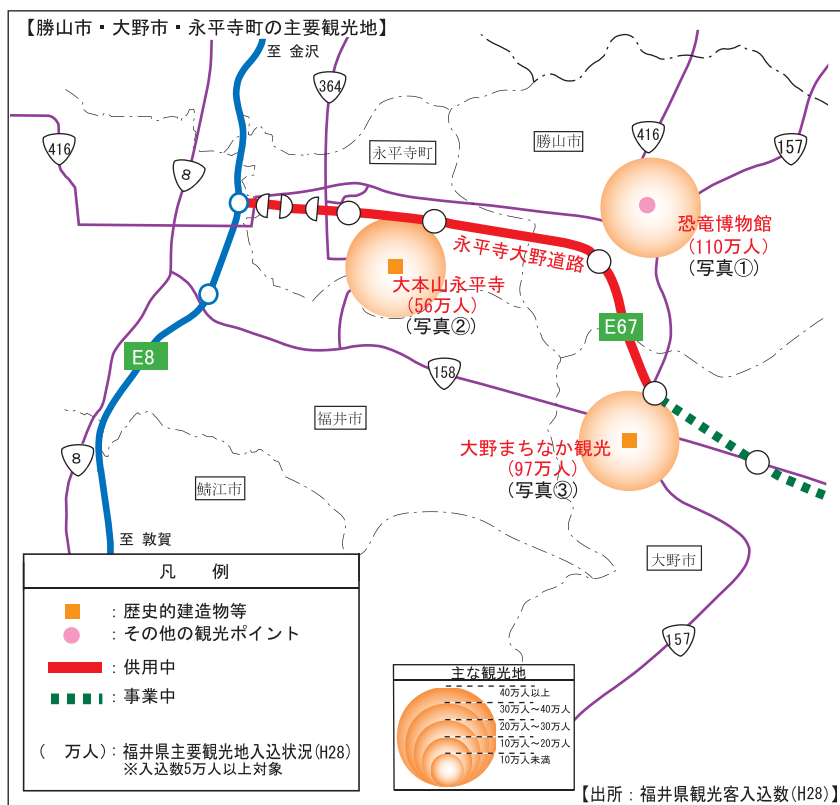 【勝山市・大野市・永平寺町の主要観光地】
至 金沢
364
416
8
永平寺町
勝山市
416
157
恐竜博物館
(110万人)
(写真①)
永平寺大野道路
大本山永平寺
(56万人)
(写真②)
E67
E8
158
福井市
大野まちなか観光
(97万人)
(写真③)
8
鯖江市
至 敦賀
大野市
157
凡 例
：歴史的建造物等
：その他の観光ポイント
：供用中
：事業中
( 万人)：福井県主要観光地入込状況(H28)
※入込数5万人以上対象
主な観光地
40万人以上
30万人～40万人
20万人～30万人
10万人～20万人
10万人未満
【出所：福井県観光客入込数(H28)】